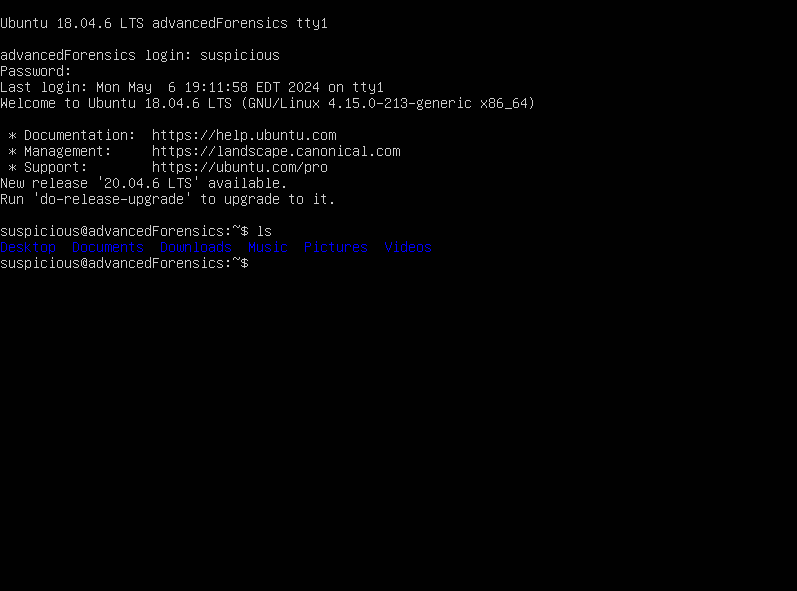 Ubuntu 18.04.6 LTS advancedForensics tty1
advancedForensics login: suspicious
Password:
Last login: Mon May  6 19:11:58 EDT 2024 on tty1
Welcome to Ubuntu 18.04.6 LTS (GNU/Linux 4.15.0-213-generic x86_64)
 * Documentation:  https://help.ubuntu.com
 * Management:     https://landscape.canonical.com
 * Support:        https://ubuntu.com/pro
New release '20.04.6 LTS' available.
Run 'do-release-upgrade' to upgrade to it.
suspicious@advancedForensics:~$ ls
Desktop  Documents  Downloads  Music  Pictures  Videos
suspicious@advancedForensics:~$